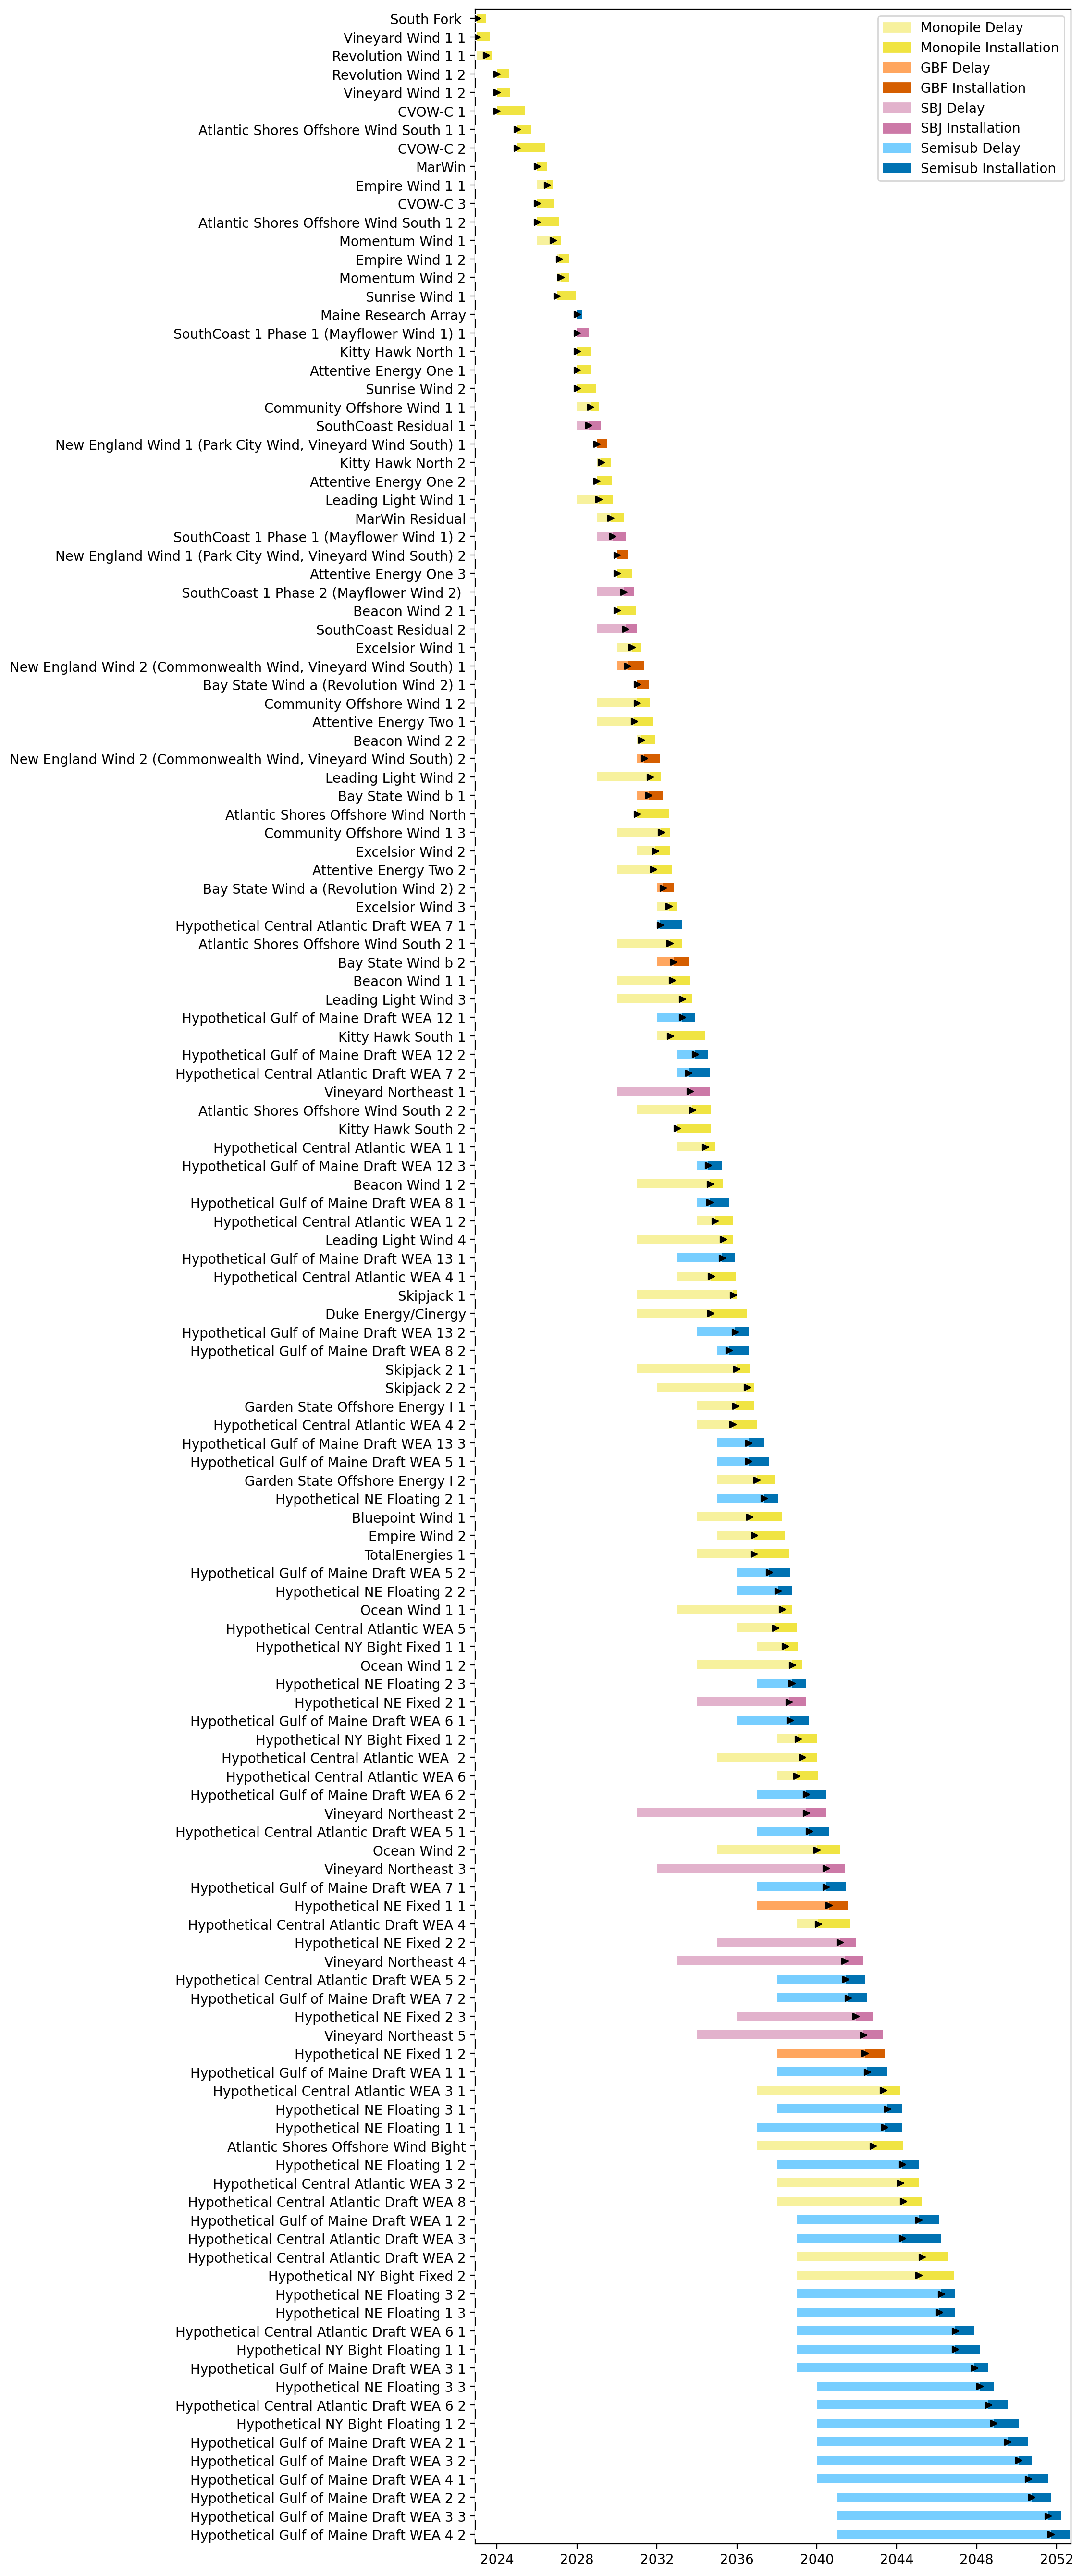 South Fork
Vineyard Wind 1 1
Revolution Wind 1 1
Revolution Wind 1 2
Vineyard Wind 1 2
CVOW-C 1
Atlantic Shores Offshore Wind South 1 1
CVOW-C 2
MarWin
Empire Wind 1 1
CVOW-C 3
Atlantic Shores Offshore Wind South 1 2
Momentum Wind 1
Empire Wind 1 2
Momentum Wind 2
Sunrise Wind 1
Maine Research Array
SouthCoast 1 Phase 1 (Mayflower Wind 1) 1
Kitty Hawk North 1
Attentive Energy One 1
Sunrise Wind 2
Community Offshore Wind 1 1
SouthCoast Residual 1
New England Wind 1 (Park City Wind, Vineyard Wind South) 1
Kitty Hawk North 2
Attentive Energy One 2
Leading Light Wind 1
MarWin Residual
SouthCoast 1 Phase 1 (Mayflower Wind 1) 2
New England Wind 1 (Park City Wind, Vineyard Wind South) 2
Attentive Energy One 3
SouthCoast 1 Phase 2 (Mayflower Wind 2)
Beacon Wind 2 1
SouthCoast Residual 2
Excelsior Wind 1
New England Wind 2 (Commonwealth Wind, Vineyard Wind South) 1
Bay State Wind a (Revolution Wind 2) 1
Community Offshore Wind 1 2
Attentive Energy Two 1
Beacon Wind 2 2
New England Wind 2 (Commonwealth Wind, Vineyard Wind South) 2
Leading Light Wind 2
Bay State Wind b 1
Atlantic Shores Offshore Wind North
Community Offshore Wind 1 3
Excelsior Wind 2
Attentive Energy Two 2
Bay State Wind a (Revolution Wind 2) 2
Excelsior Wind 3
Hypothetical Central Atlantic Draft WEA 7 1
Atlantic Shores Offshore Wind South 2 1
Bay State Wind b 2
Beacon Wind 1 1
Leading Light Wind 3
Hypothetical Gulf of Maine Draft WEA 12 1
Kitty Hawk South 1
Hypothetical Gulf of Maine Draft WEA 12 2
Hypothetical Central Atlantic Draft WEA 7 2
Vineyard Northeast 1
Atlantic Shores Offshore Wind South 2 2
Kitty Hawk South 2
Hypothetical Central Atlantic WEA 1 1
Hypothetical Gulf of Maine Draft WEA 12 3
Beacon Wind 1 2
Hypothetical Gulf of Maine Draft WEA 8 1
Hypothetical Central Atlantic WEA 1 2
Leading Light Wind 4
Hypothetical Gulf of Maine Draft WEA 13 1
Hypothetical Central Atlantic WEA 4 1
Skipjack 1
Duke Energy/Cinergy
Hypothetical Gulf of Maine Draft WEA 13 2
Hypothetical Gulf of Maine Draft WEA 8 2
Skipjack 2 1
Skipjack 2 2
Garden State Offshore Energy I 1
Hypothetical Central Atlantic WEA 4 2
Hypothetical Gulf of Maine Draft WEA 13 3
Hypothetical Gulf of Maine Draft WEA 5 1
Garden State Offshore Energy I 2
Hypothetical NE Floating 2 1
Bluepoint Wind 1
Empire Wind 2
TotalEnergies 1
Hypothetical Gulf of Maine Draft WEA 5 2
Hypothetical NE Floating 2 2
Ocean Wind 1 1
Hypothetical Central Atlantic WEA 5
Hypothetical NY Bight Fixed 1 1
Ocean Wind 1 2
Hypothetical NE Floating 2 3
Hypothetical NE Fixed 2 1
Hypothetical Gulf of Maine Draft WEA 6 1
Hypothetical NY Bight Fixed 1 2
Hypothetical Central Atlantic WEA 2
Hypothetical Central Atlantic WEA 6
Hypothetical Gulf of Maine Draft WEA 6 2
Vineyard Northeast 2
Hypothetical Central Atlantic Draft WEA 5 1
Ocean Wind 2
Vineyard Northeast 3
Hypothetical Gulf of Maine Draft WEA 7 1
Hypothetical NE Fixed 1 1
Hypothetical Central Atlantic Draft WEA 4
Hypothetical NE Fixed 2 2
Vineyard Northeast 4
Hypothetical Central Atlantic Draft WEA 5 2
Hypothetical Gulf of Maine Draft WEA 7 2
Hypothetical NE Fixed 2 3
Vineyard Northeast 5
Hypothetical NE Fixed 1 2
Hypothetical Gulf of Maine Draft WEA 1 1
Hypothetical Central Atlantic WEA 3 1
Hypothetical NE Floating 3 1
Hypothetical NE Floating 1 1
Atlantic Shores Offshore Wind Bight
Hypothetical NE Floating 1 2
Hypothetical Central Atlantic WEA 3 2
Hypothetical Central Atlantic Draft WEA 8
Hypothetical Gulf of Maine Draft WEA 1 2
Hypothetical Central Atlantic Draft WEA 3
Hypothetical Central Atlantic Draft WEA 2
Hypothetical NY Bight Fixed 2
Hypothetical NE Floating 3 2
Hypothetical NE Floating 1 3
Hypothetical Central Atlantic Draft WEA 6 1
Hypothetical NY Bight Floating 1 1
Hypothetical Gulf of Maine Draft WEA 3 1
Hypothetical NE Floating 3 3
Hypothetical Central Atlantic Draft WEA 6 2
Hypothetical NY Bight Floating 1 2
Hypothetical Gulf of Maine Draft WEA 2 1
Hypothetical Gulf of Maine Draft WEA 3 2
Hypothetical Gulf of Maine Draft WEA 4 1
Hypothetical Gulf of Maine Draft WEA 2 2
Hypothetical Gulf of Maine Draft WEA 3 3
Hypothetical Gulf of Maine Draft WEA 4 2
Monopile Delay
Monopile Installation
GBF Delay
GBF Installation
SBJ Delay
SBJ Installation
Semisub Delay
Semisub Installation
2024 2028 2032 2036 2040 2044 2048 2052